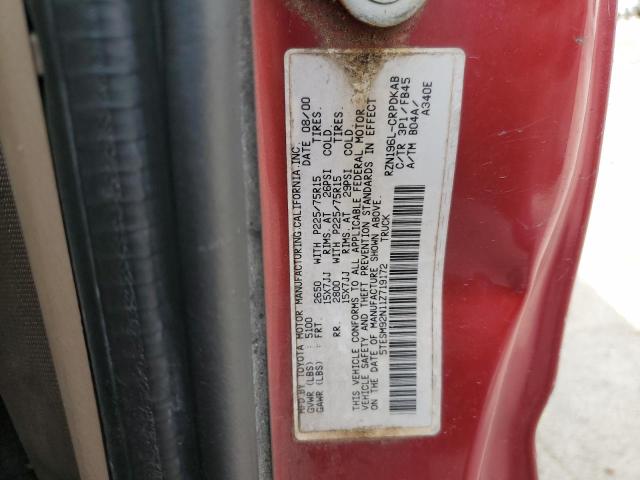 MFD.BY TOYOTA MOTOR MANUFACTURING,CALIFORNIA,INC.
GVWR (LBS) : 5100 DATE 08/00
GAWR (LBS) : FRT. 2650 WITH P225/75R15 TIRES.
15X7JJ RIMS.AT 26PSI COLD.
RR. 2800 WITH P225/75R15 TIRES.
15X7JJ RIMS.AT 29PSI COLD.
THIS VEHICLE CONFORMS TO ALL APPLICABLE FEDERAL MOTOR
VEHICLE SAFETY AND THEFT PREVENTION STANDARDS IN EFFECT
ON THE DATE OF MANUFACTURE SHOWN ABOVE.
5TESM92N11Z719172 TRUCK
RZN196L-CRPDKAB
C/TR 3P1/FB45
A/TM B04A/
A340E